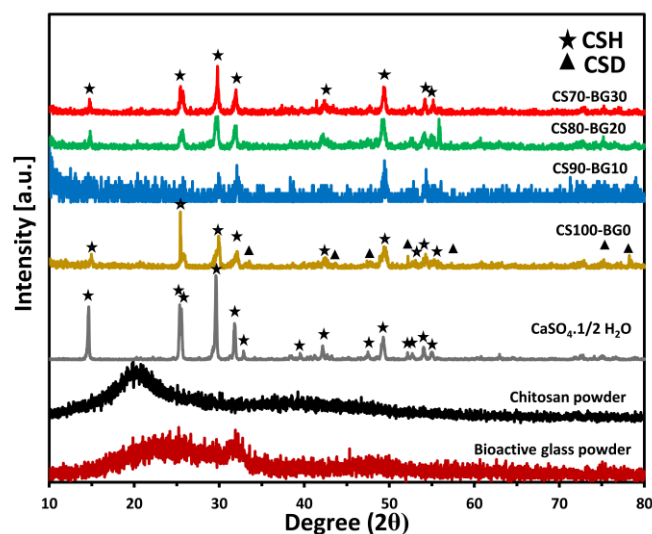 ★ CSH
▲ CSD
CS70-BG30
CS80-BG20
CS90-BG10
CS100-BG0
CaSO₄.1/2 H₂O
Chitosan powder
Bioactive glass powder
Intensity [a.u.]
10 15 20 30 40 50 60 70 80
Degree (2θ)